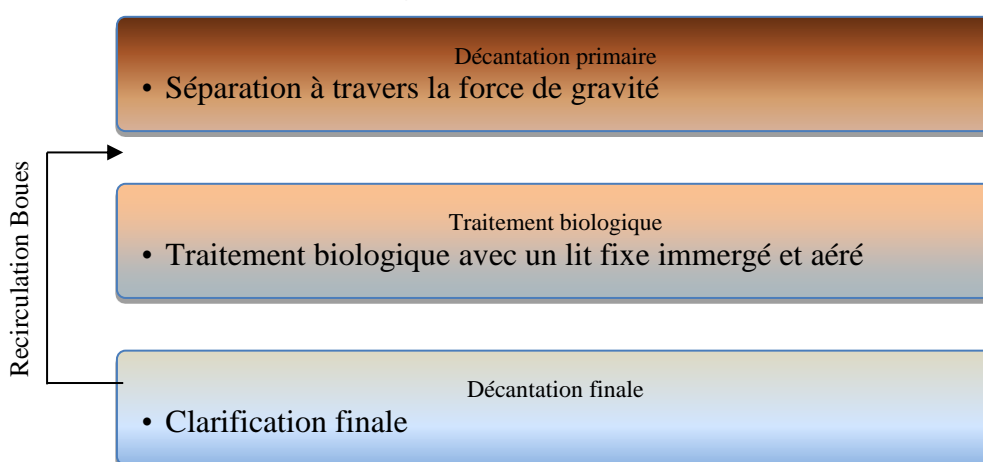 Décantation primaire
• Séparation à travers la force de gravité
Recirculation Boues
Traitement biologique
• Traitement biologique avec un lit fixe immergé et aéré
Décantation finale
• Clarification finale